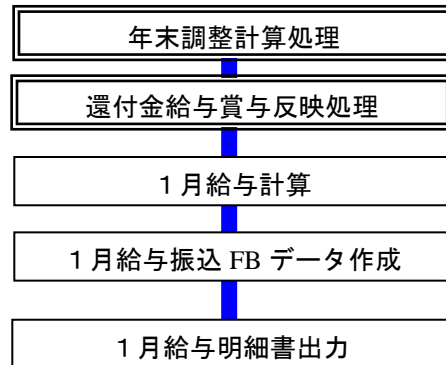 年末調整計算処理
還付金給与賞与反映処理
１月給与計算
１月給与振込 FB データ作成
１月給与明細書出力